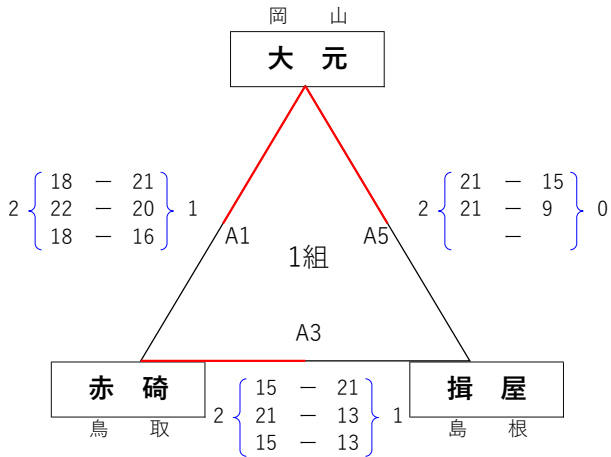 岡 山
大 元
18 － 21
2 22 － 20 1
18 － 16
21 － 15
2 21 － 9 0
－
A1
A5
1組
A3
赤 碕
鳥 取
揖 屋
島 根
15 － 21
2 21 － 13 1
15 － 13